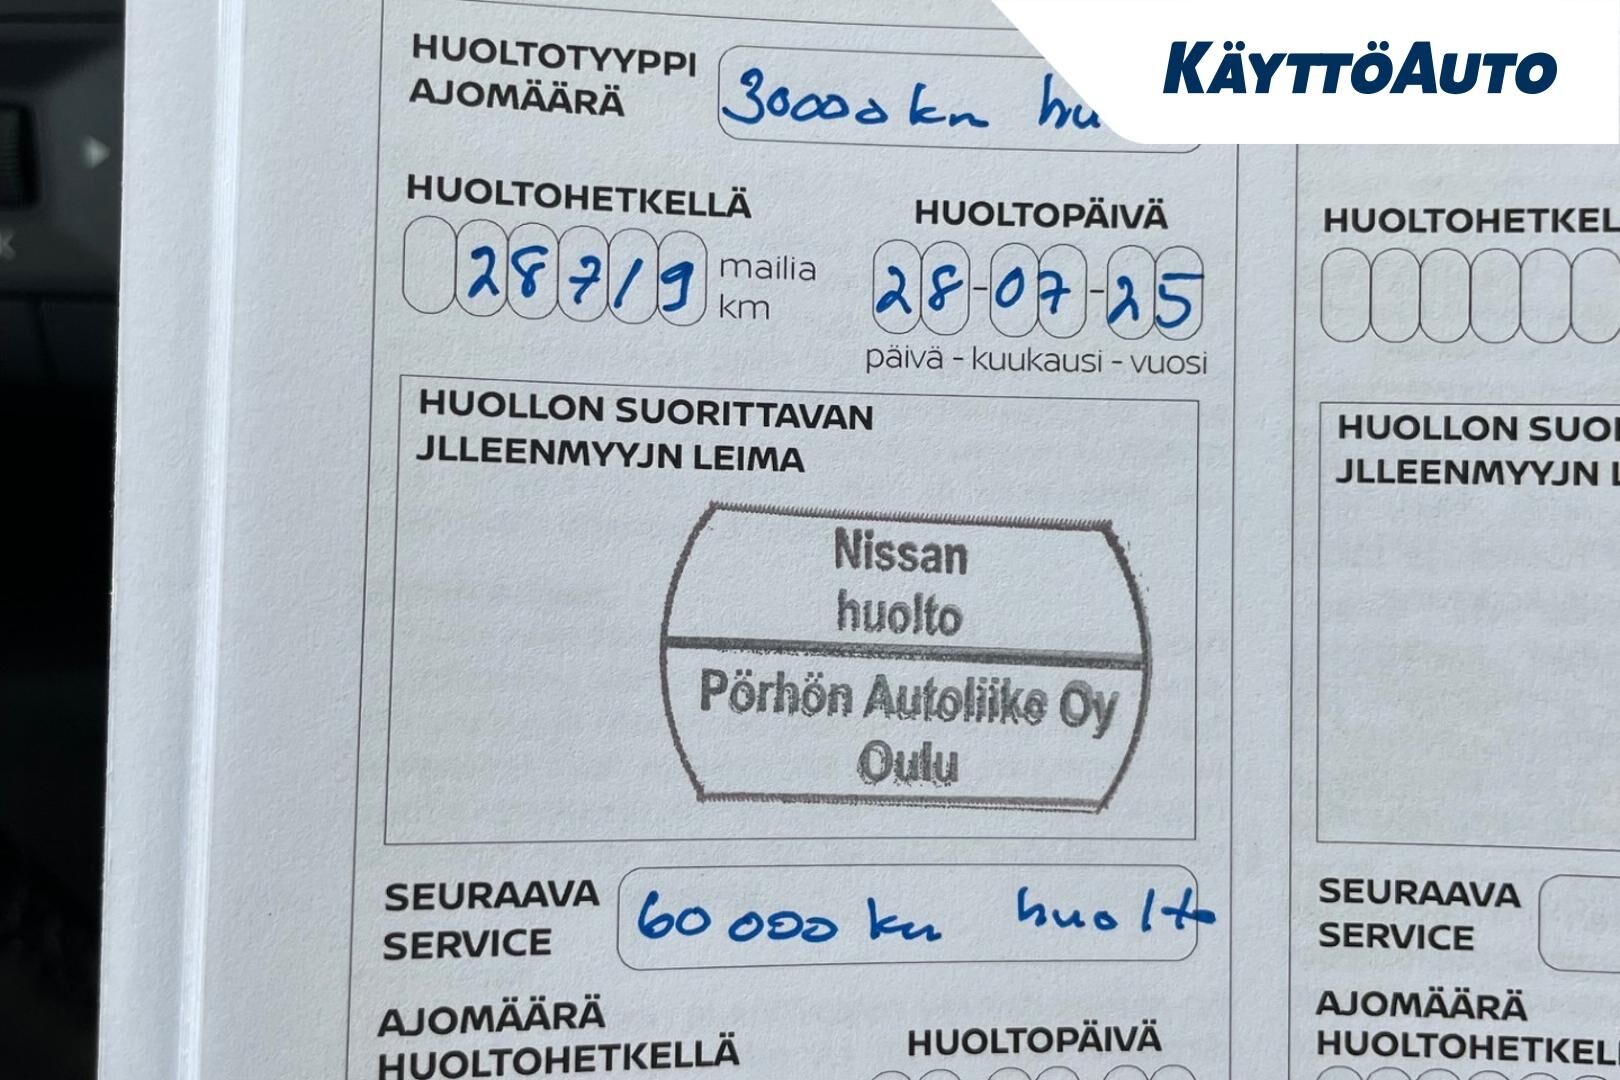 KÄYTTÖAUTO
HUOLTOTYYPPI
AJOMÄÄRÄ
30000 km
HUOLTOHETKELLÄ
28719
mailia
km
HUOLTOPÄIVÄ
28-07-25
päivä - kuukausi - vuosi
HUOLLON SUORITTAVAN
JLLEENMYYJN LEIMA
Nissan
huolto
Pörhön Autoliike Oy
Oulu
SEURAAVA
SERVICE
60 000 km huolto
AJOMÄÄRÄ
HUOLTOHETKELLÄ
HUOLTOPÄIVÄ
HUOLTOHETKEL
HUOLLON SUOR
JLLEENMYYJN L
SEURAAVA
SERVICE
AJOMÄÄRÄ
HUOLTOHETKEL